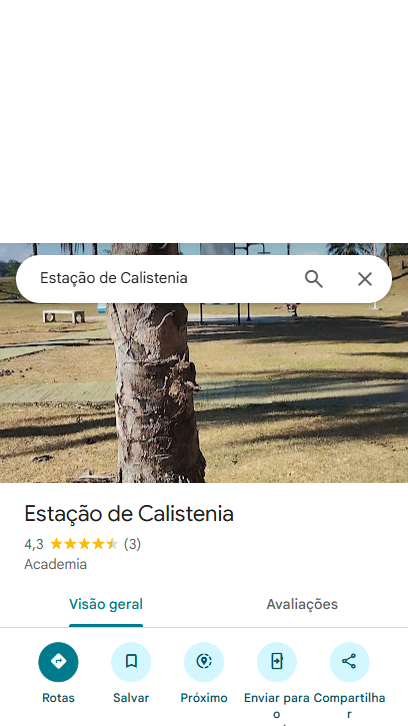 Estação de Calistenia
Estação de Calistenia
4,3 (3)
Academia
Visão geral
Avaliações
Rotas
Salvar
Próximo
Enviar para o
Compartilhar